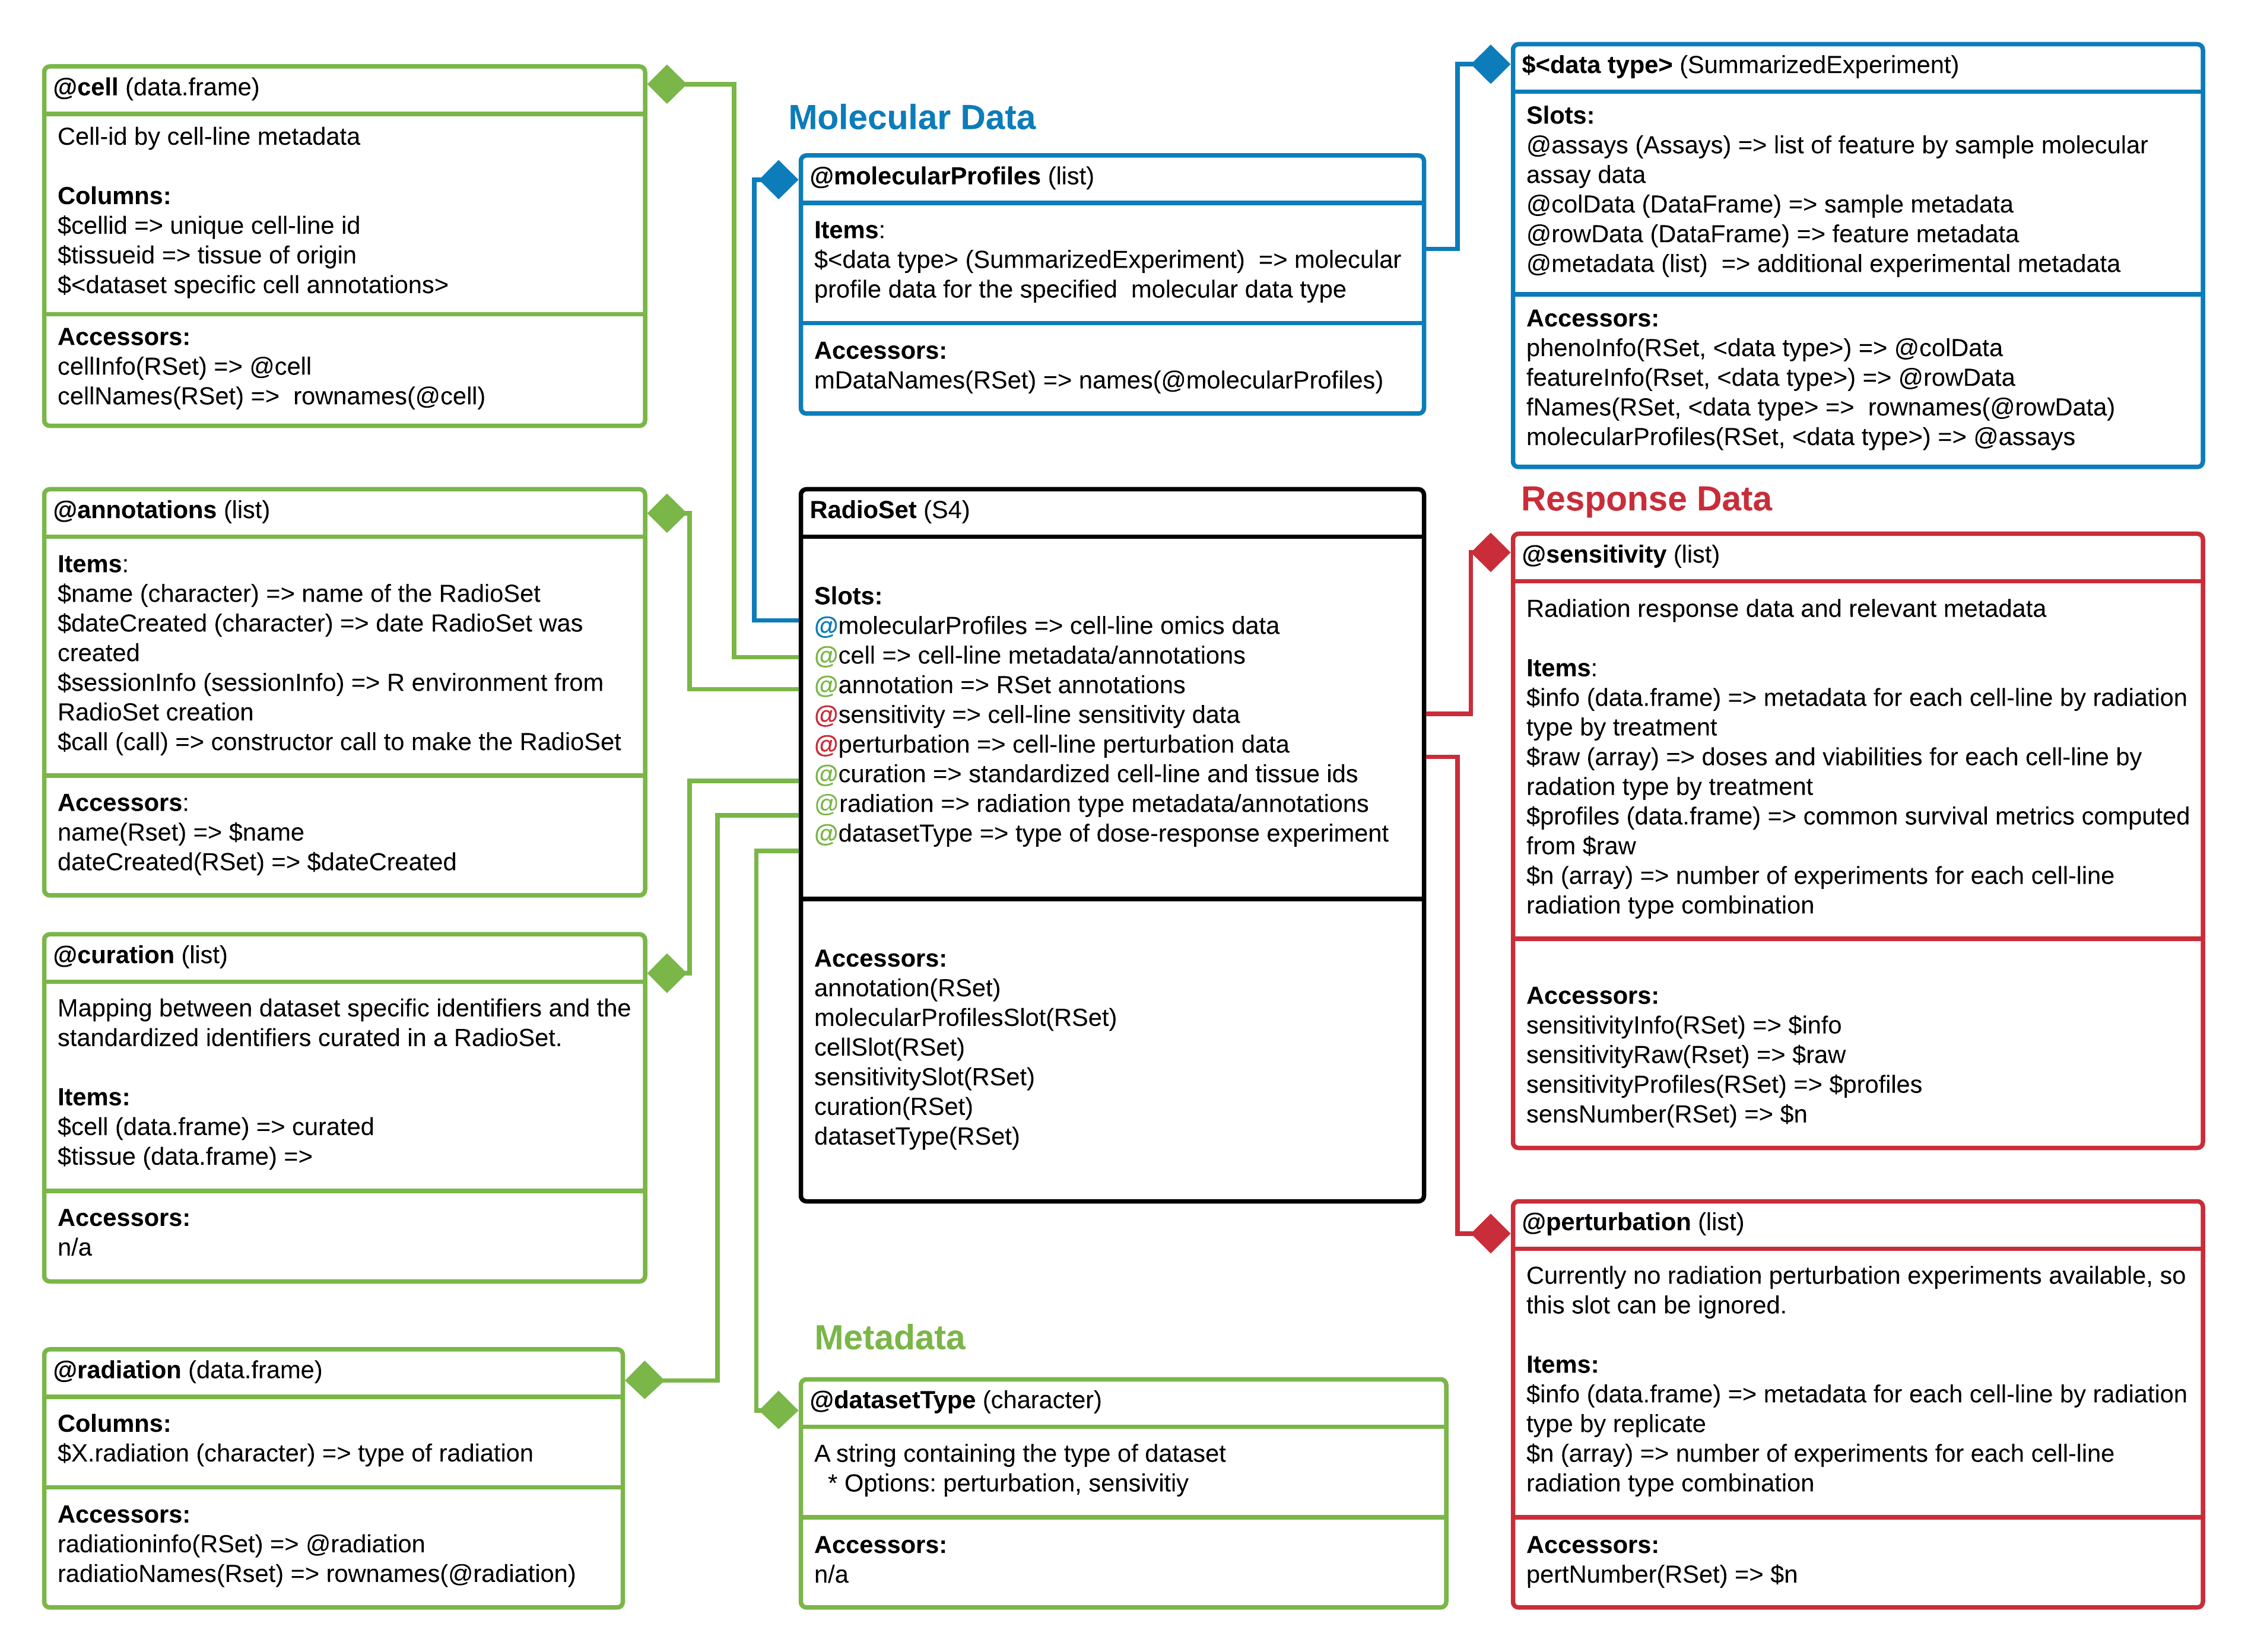 @cell (data.frame)
Cell-id by cell-line metadata
Columns:
$cellid => unique cell-line id
$tissueid => tissue of origin
$<dataset specific cell annotations>
Accessors:
cellInfo(RSet) => @cell
cellNames(RSet) =>  rownames(@cell)
@annotations (list)
Items:
$name (character) => name of the RadioSet
$dateCreated (character) => date RadioSet was
created
$sessionInfo (sessionInfo) => R environment from
RadioSet creation
$call (call) => constructor call to make the RadioSet
Accessors:
name(Rset) => $name
dateCreated(RSet) => $dateCreated
@curation (list)
Mapping between dataset specific identifiers and the
standardized identifiers curated in a RadioSet.
Items:
$cell (data.frame) => curated
$tissue (data.frame) =>
Accessors:
n/a
@radiation (data.frame)
Columns:
$X.radiation (character) => type of radiation
Accessors:
radiationinfo(RSet) => @radiation
radiatioNames(Rset) => rownames(@radiation)
Molecular Data
@molecularProfiles (list)
Items:
$<data type> (SummarizedExperiment)  => molecular
profile data for the specified  molecular data type
Accessors:
mDataNames(RSet) => names(@molecularProfiles)
RadioSet (S4)
Slots:
@molecularProfiles => cell-line omics data
@cell => cell-line metadata/annotations
@annotation => RSet annotations
@sensitivity => cell-line sensitivity data
@perturbation => cell-line perturbation data
@curation => standardized cell-line and tissue ids
@radiation => radiation type metadata/annotations
@datasetType => type of dose-response experiment
Accessors:
annotation(RSet)
molecularProfilesSlot(RSet)
cellSlot(RSet)
sensitivitySlot(RSet)
curation(RSet)
datasetType(RSet)
Metadata
@datasetType (character)
A string containing the type of dataset
* Options: perturbation, sensivitiy
Accessors:
n/a
$<data type> (SummarizedExperiment)
Slots:
@assays (Assays) => list of feature by sample molecular
assay data
@colData (DataFrame) => sample metadata
@rowData (DataFrame) => feature metadata
@metadata (list)  => additional experimental metadata
Accessors:
phenoInfo(RSet, <data type>) => @colData
featureInfo(Rset, <data type>) => @rowData
fNames(RSet, <data type> =>  rownames(@rowData)
molecularProfiles(RSet, <data type>) => @assays
Response Data
@sensitivity (list)
Radiation response data and relevant metadata
Items:
$info (data.frame) => metadata for each cell-line by radiation
type by treatment
$raw (array) => doses and viabilities for each cell-line by
radation type by treatment
$profiles (data.frame) => common survival metrics computed
from $raw
$n (array) => number of experiments for each cell-line
radiation type combination
Accessors:
sensitivityInfo(RSet) => $info
sensitivityRaw(Rset) => $raw
sensitivityProfiles(RSet) => $profiles
sensNumber(RSet) => $n
@perturbation (list)
Currently no radiation perturbation experiments available, so
this slot can be ignored.
Items:
$info (data.frame) => metadata for each cell-line by radiation
type by replicate
$n (array) => number of experiments for each cell-line
radiation type combination
Accessors:
pertNumber(RSet) => $n